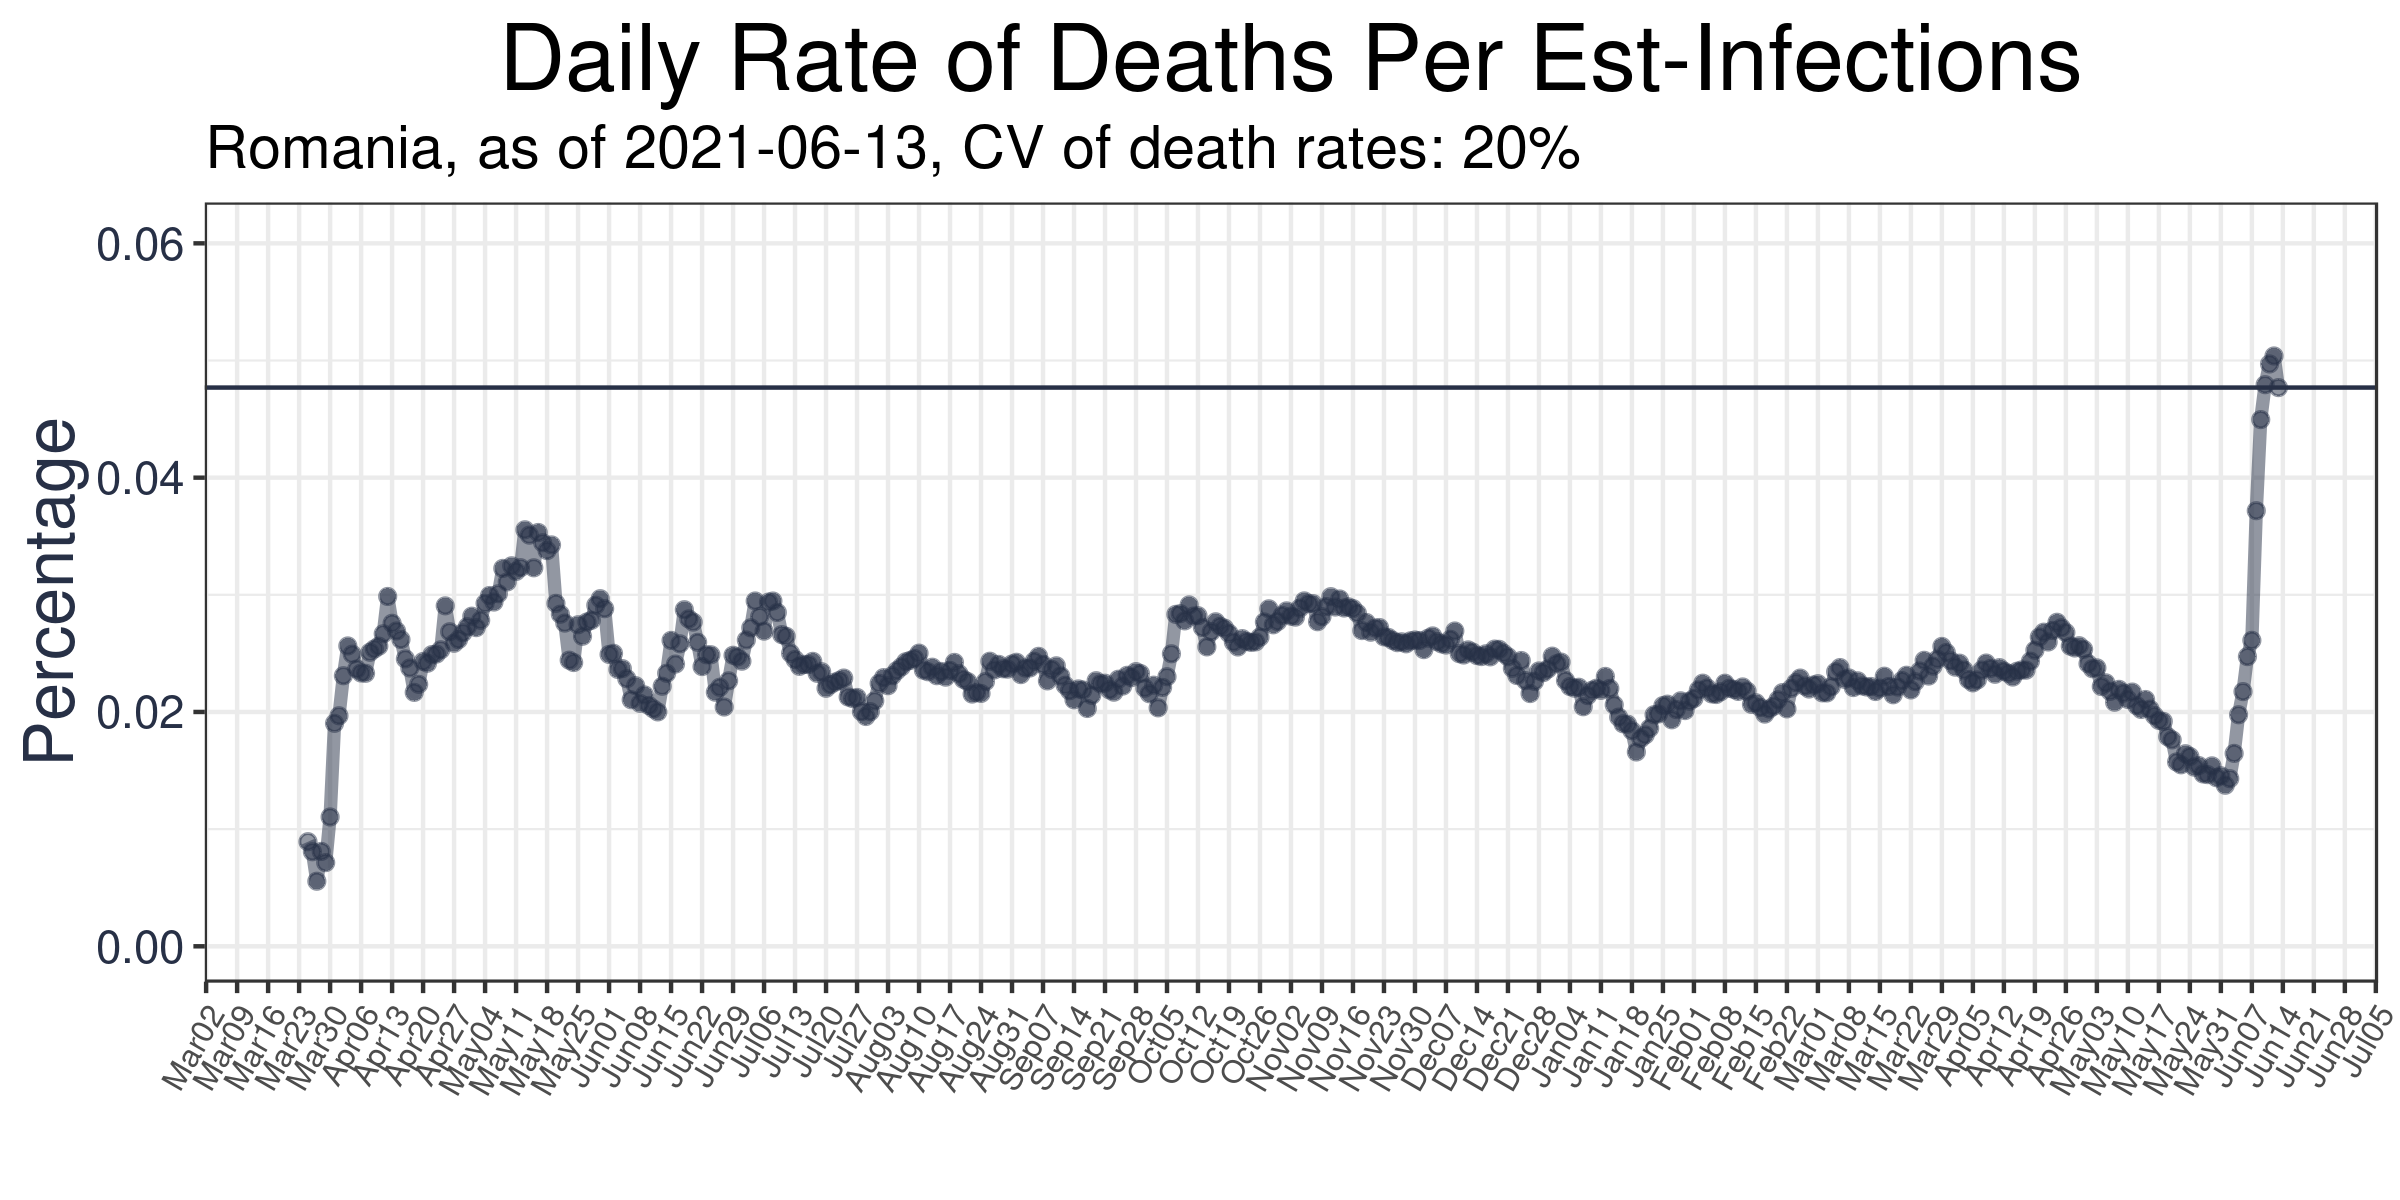 Daily Rate of Deaths Per Est-Infections
Romania, as of 2021-06-13, CV of death rates: 20%
Percentage
0.06
0.04
0.02
0.00
Mar02
Mar09
Mar16
Mar23
Mar30
Apr06
Apr13
Apr20
Apr27
May04
May11
May18
May25
Jun01
Jun08
Jun15
Jun22
Jun29
Jul06
Jul13
Jul20
Jul27
Aug03
Aug10
Aug17
Aug24
Aug31
Sep07
Sep14
Sep21
Sep28
Oct05
Oct12
Oct19
Oct26
Nov02
Nov09
Nov16
Nov23
Nov30
Dec07
Dec14
Dec21
Dec28
Jan04
Jan11
Jan18
Jan25
Feb01
Feb08
Feb15
Feb22
Mar01
Mar08
Mar15
Mar22
Mar29
Apr05
Apr12
Apr19
Apr26
May03
May10
May17
May24
May31
Jun07
Jun14
Jun21
Jun28
Jul05